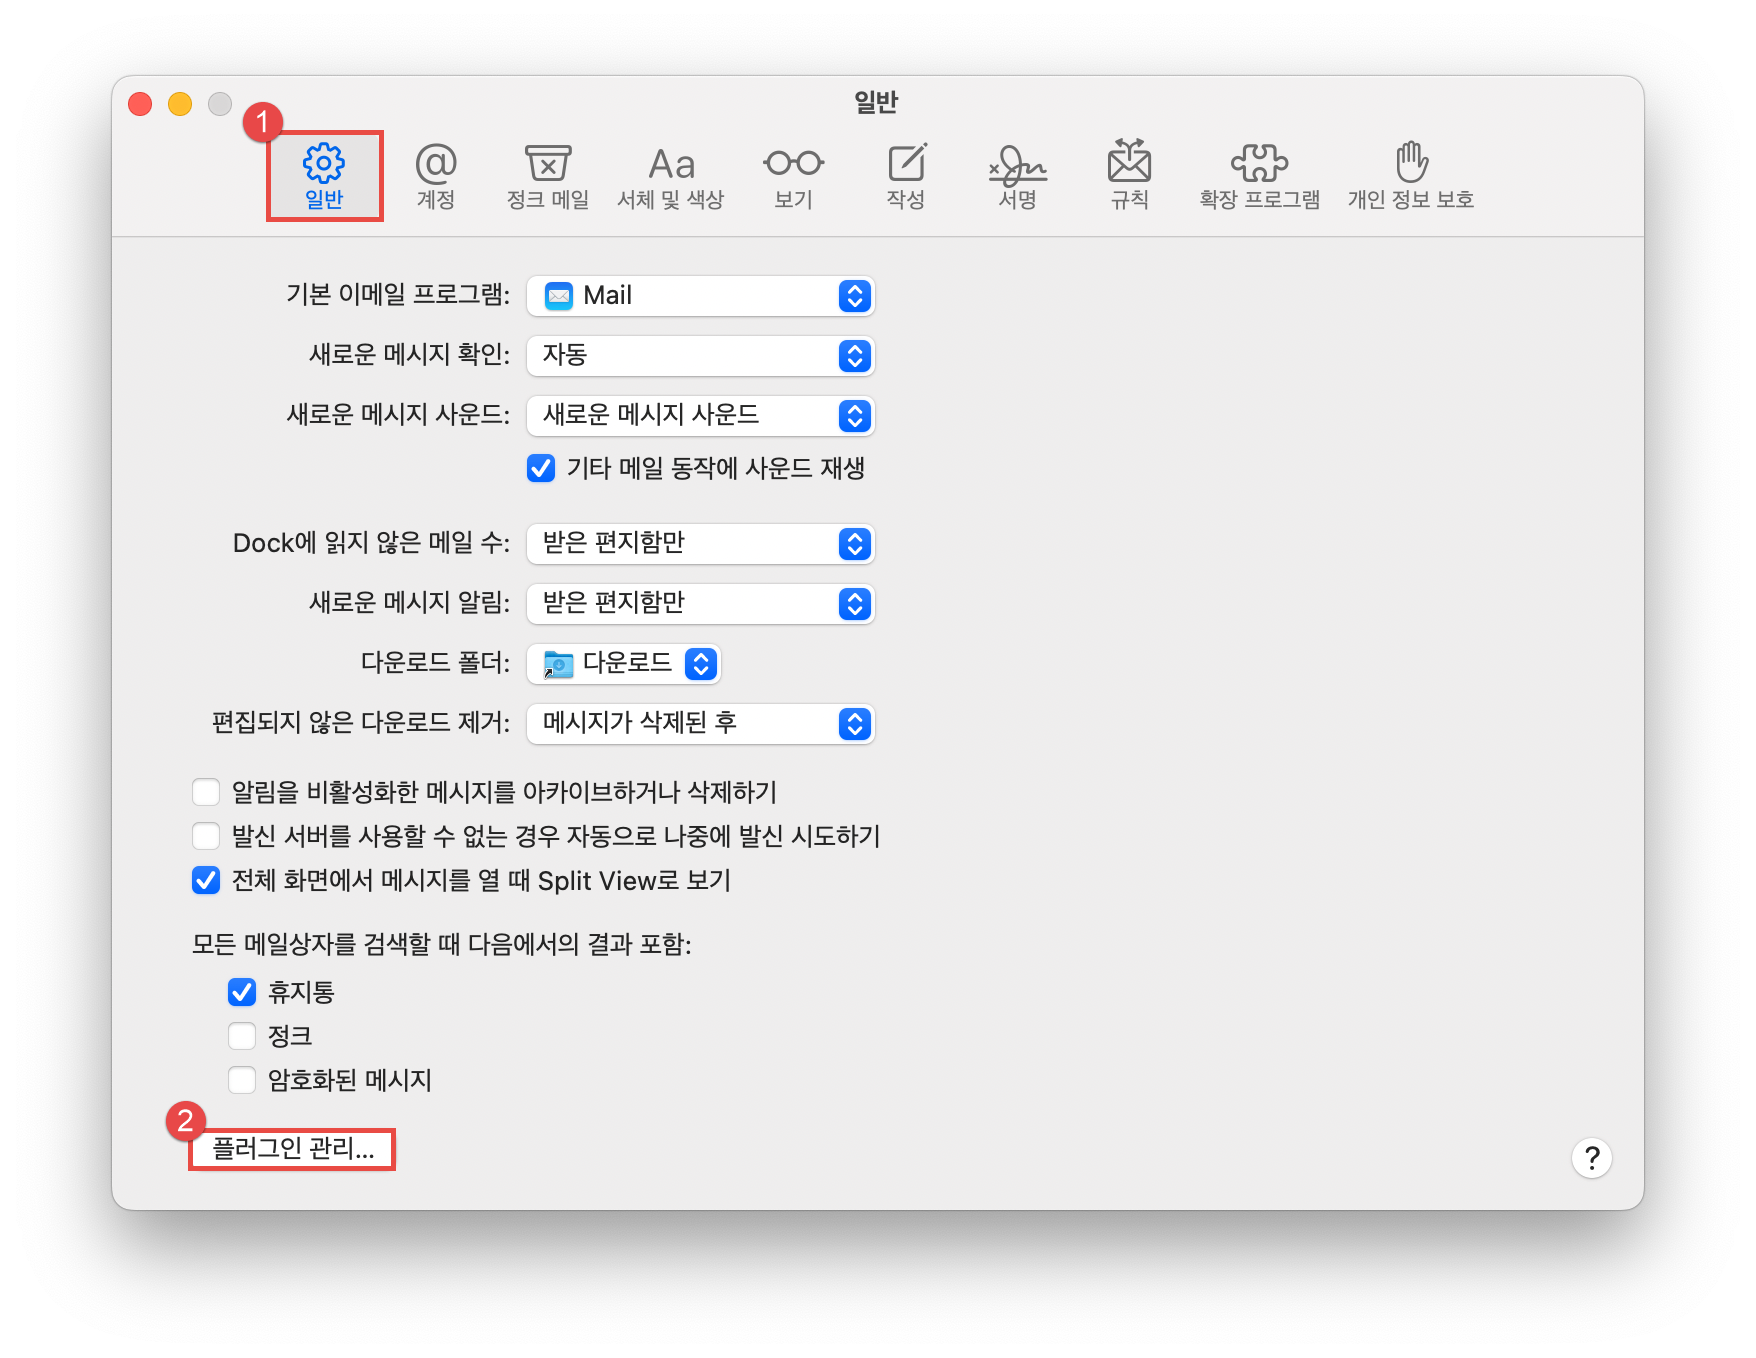 일반
1
일반
계정
정크 메일
Aa
서체 및 색상
보기
작성
서명
규칙
확장 프로그램
개인 정보 보호
기본 이메일 프로그램: Mail
새로운 메시지 확인: 자동
새로운 메시지 사운드: 새로운 메시지 사운드
기타 메일 동작에 사운드 재생
Dock에 읽지 않은 메일 수: 받은 편지함만
새로운 메시지 알림: 받은 편지함만
다운로드 폴더: 다운로드
편집되지 않은 다운로드 제거: 메시지가 삭제된 후
알림을 비활성화한 메시지를 아카이브하거나 삭제하기
발신 서버를 사용할 수 없는 경우 자동으로 나중에 발신 시도하기
전체 화면에서 메시지를 열 때 Split View로 보기
모든 메일상자를 검색할 때 다음에서의 결과 포함:
휴지통
정크
암호화된 메시지
2
플러그인 관리...
?